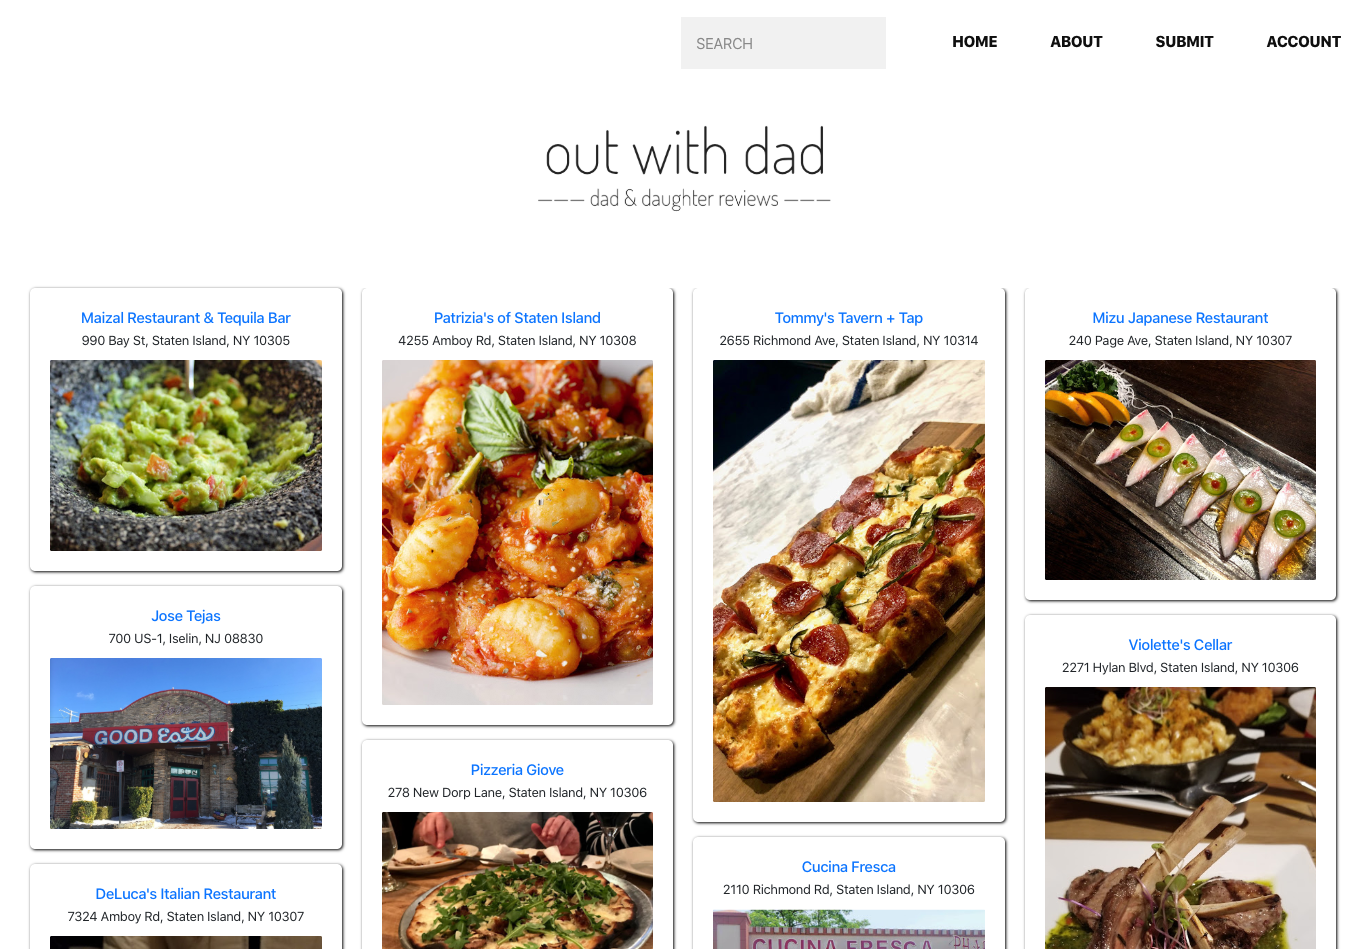 SEARCH
HOME
ABOUT
SUBMIT
ACCOUNT
out with dad
——— dad & daughter reviews ———
Maizal Restaurant & Tequila Bar
990 Bay St, Staten Island, NY 10305
Jose Tejas
700 US-1, Iselin, NJ 08830
GOOD Eats
DeLuca's Italian Restaurant
7324 Amboy Rd, Staten Island, NY 10307
Patrizia's of Staten Island
4255 Amboy Rd, Staten Island, NY 10308
Pizzeria Giove
278 New Dorp Lane, Staten Island, NY 10306
Tommy's Tavern + Tap
2655 Richmond Ave, Staten Island, NY 10314
Cucina Fresca
2110 Richmond Rd, Staten Island, NY 10306
CUCINA FRESCA
Mizu Japanese Restaurant
240 Page Ave, Staten Island, NY 10307
Violette's Cellar
2271 Hylan Blvd, Staten Island, NY 10306